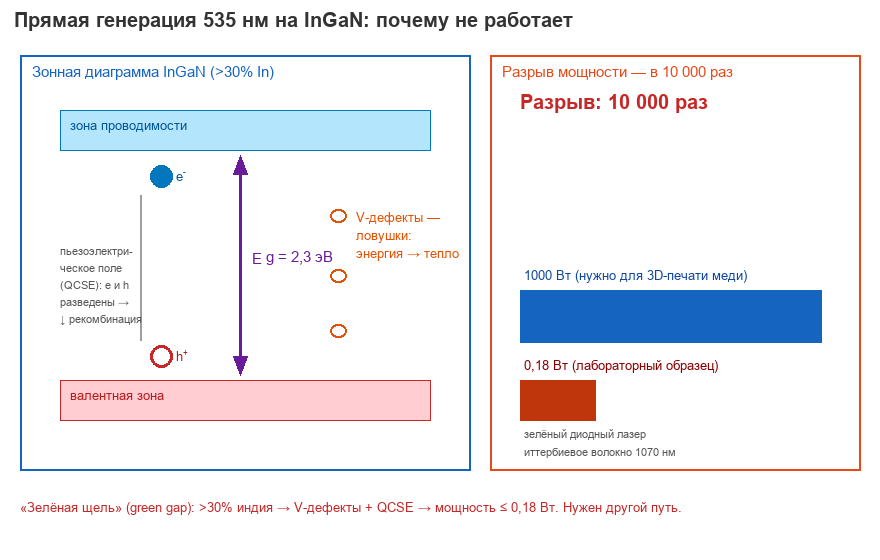 Прямая генерация 535 нм на InGaN: почему не работает
Зонная диаграмма InGaN (>30% In)
зона проводимости
e-
пьезоэлектри-
ческое поле
(QCSE): e и h
разведены →
↓ рекомбинация
E g = 2,3 эВ
V-дефекты —
ловушки:
энергия → тепло
h+
валентная зона
Разрыв мощности — в 10 000 раз
Разрыв: 10 000 раз
1000 Вт (нужно для 3D-печати меди)
0,18 Вт (лабораторный образец)
зелёный диодный лазер
иттербиевое волокно 1070 нм
«Зелёная щель» (green gap): >30% индия → V-дефекты + QCSE → мощность ≤ 0,18 Вт. Нужен другой путь.